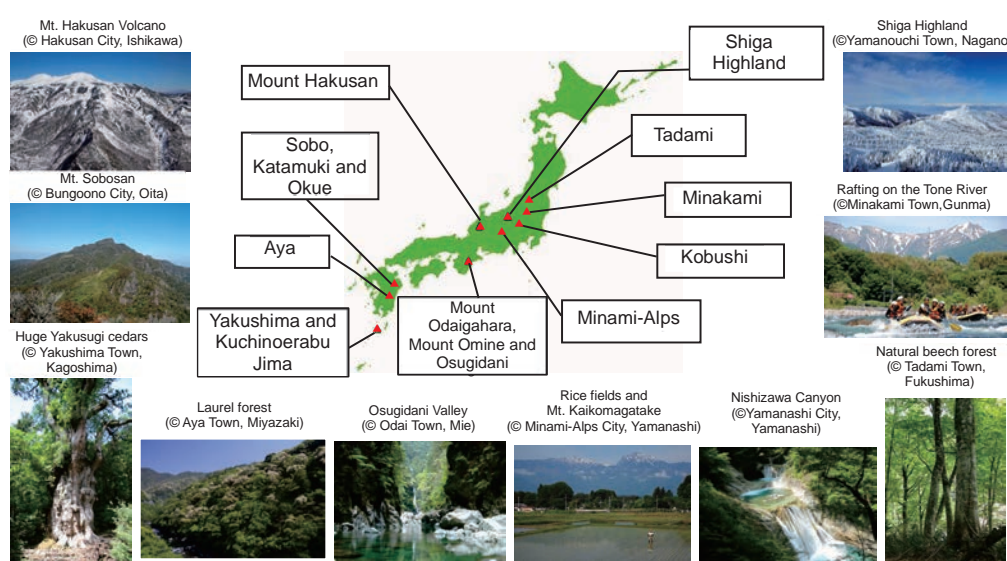 Mt. Hakusan Volcano
(© Hakusan City, Ishikawa)
Shiga Highland
(©Yamanouchi Town, Nagano)
Shiga
Highland
Mount Hakusan
Tadami
Sobo,
Katamuki and
Okue
Mt. Sobosan
(© Bungoono City, Oita)
Minakami
Rafting on the Tone River
(©Minakami Town,Gunma)
Aya
Kobushi
Yakushima and
Kuchinoerabu
Jima
Mount
Odaigahara,
Mount Omine and
Osugidani
Minami-Alps
Huge Yakusugi cedars
(© Yakushima Town,
Kagoshima)
Natural beech forest
(© Tadami Town,
Fukushima)
Laurel forest
(© Aya Town, Miyazaki)
Osugidani Valley
(© Odai Town, Mie)
Rice fields and
Mt. Kaikomagatake
(© Minami-Alps City, Yamanashi)
Nishizawa Canyon
(©Yamanashi City,
Yamanashi)